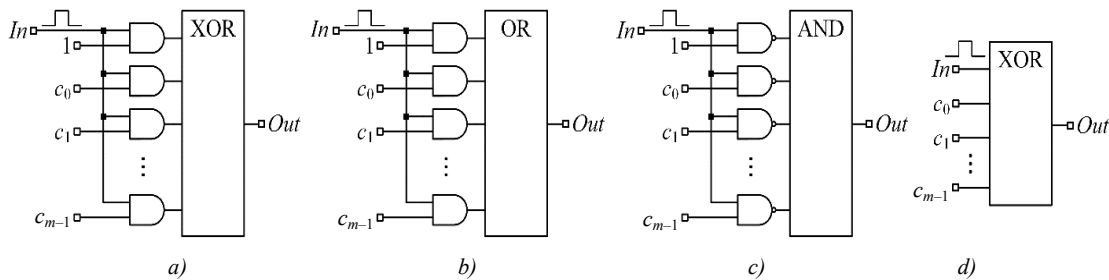 In
1
c0
c1
⋮
cm–1
XOR
Out
a)
In
1
c0
c1
⋮
cm–1
OR
Out
b)
In
1
c0
c1
⋮
cm–1
AND
Out
c)
In
c0
c1
⋮
cm–1
XOR
Out
d)